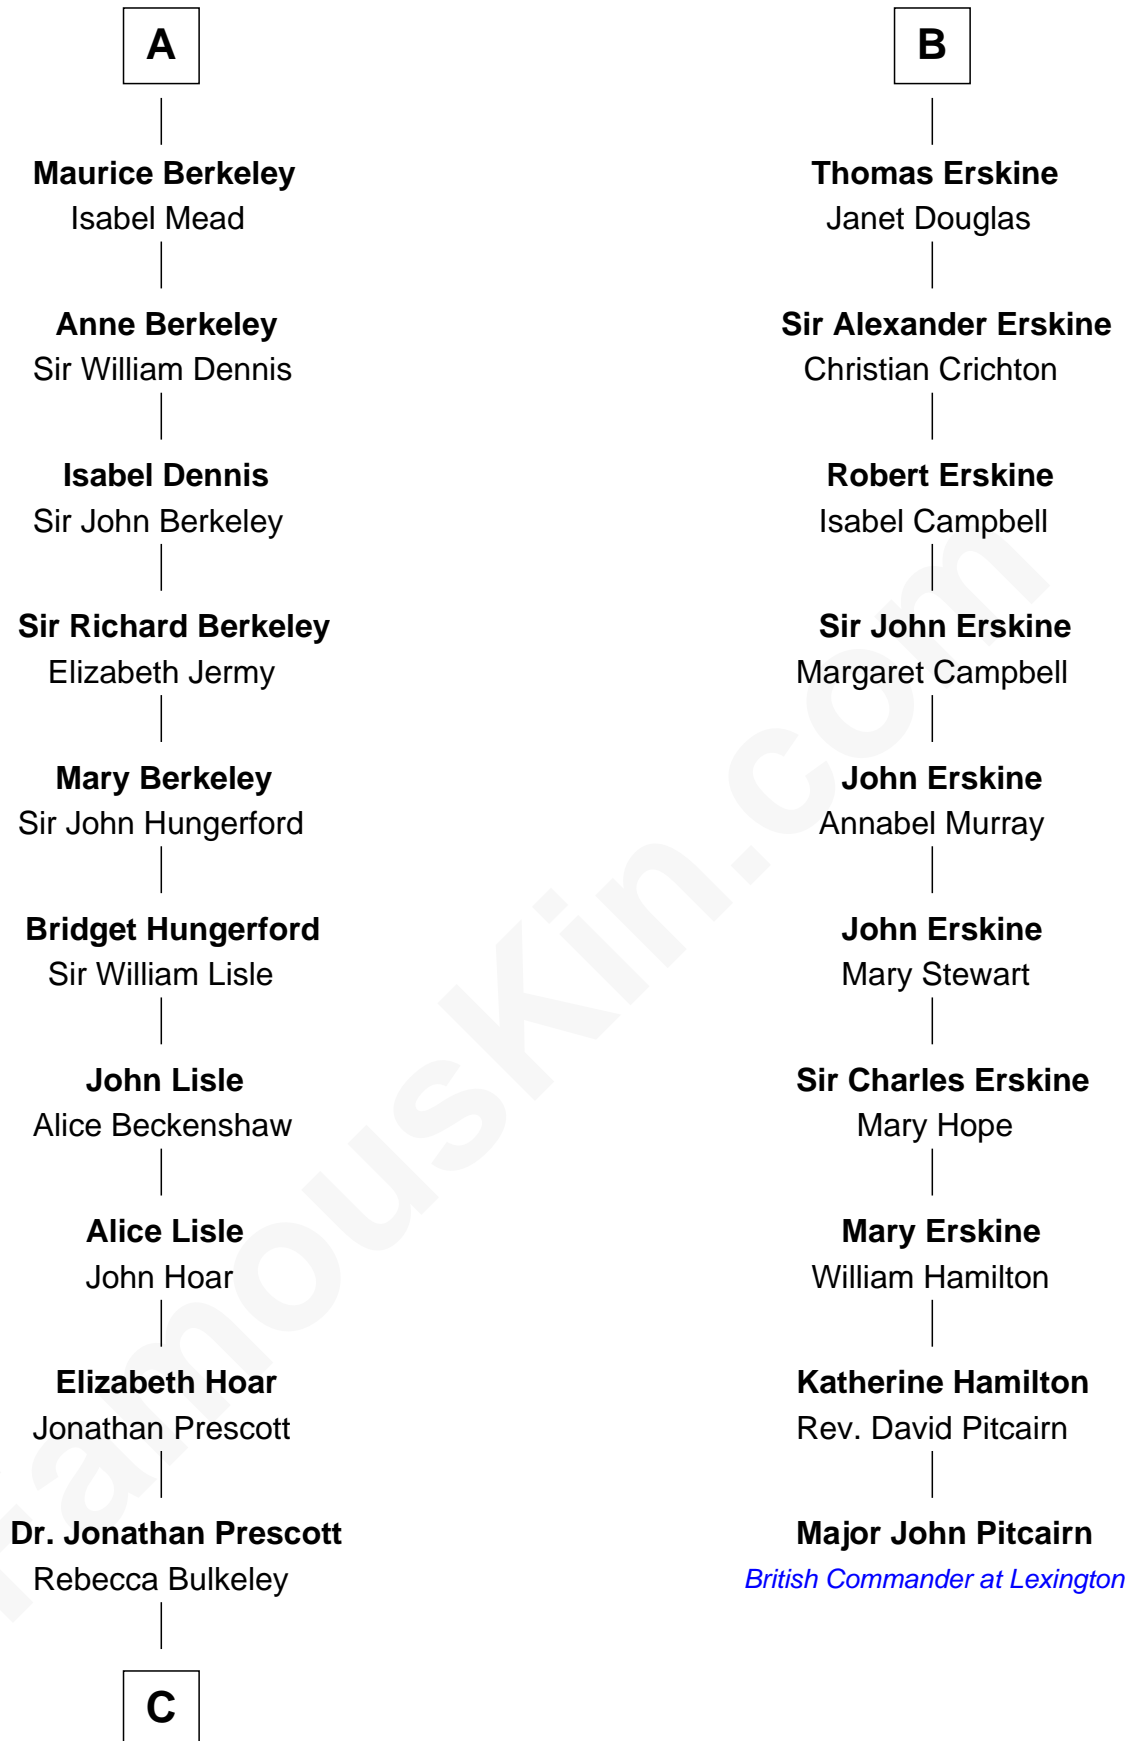 A
Maurice Berkeley
Isabel Mead
Anne Berkeley
Sir William Dennis
Isabel Dennis
Sir John Berkeley
Sir Richard Berkeley
Elizabeth Jermy
Mary Berkeley
Sir John Hungerford
Bridget Hungerford
Sir William Lisle
John Lisle
Alice Beckenshaw
Alice Lisle
John Hoar
Elizabeth Hoar
Jonathan Prescott
Dr. Jonathan Prescott
Rebecca Bulkeley
C
B
Thomas Erskine
Janet Douglas
Sir Alexander Erskine
Christian Crichton
Robert Erskine
Isabel Campbell
Sir John Erskine
Margaret Campbell
John Erskine
Annabel Murray
John Erskine
Mary Stewart
Sir Charles Erskine
Mary Hope
Mary Erskine
William Hamilton
Katherine Hamilton
Rev. David Pitcairn
Major John Pitcairn
British Commander at Lexington
FamousKin.com